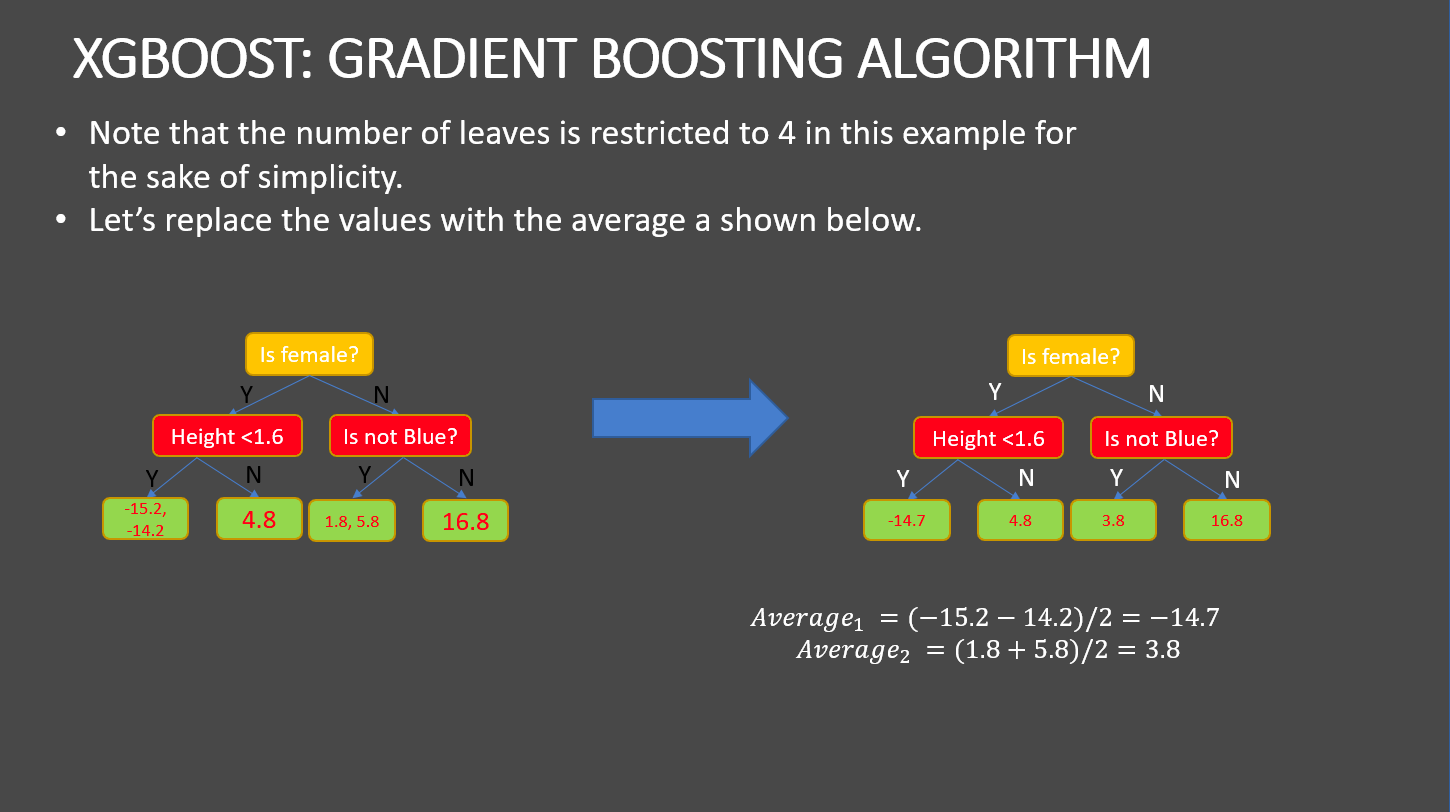 XGBOOST: GRADIENT BOOSTING ALGORITHM
• Note that the number of leaves is restricted to 4 in this example for
the sake of simplicity.
• Let's replace the values with the average a shown below.
Is female?
Y N
Height <1.6 Is not Blue?
Y N Y N
-15.2,
-14.2
4.8 1.8, 5.8 16.8
Is female?
Y N
Height <1.6 Is not Blue?
Y N Y N
-14.7 4.8 3.8 16.8
Average₁ = (−15.2 − 14.2)/2 = −14.7
Average₂ = (1.8 + 5.8)/2 = 3.8